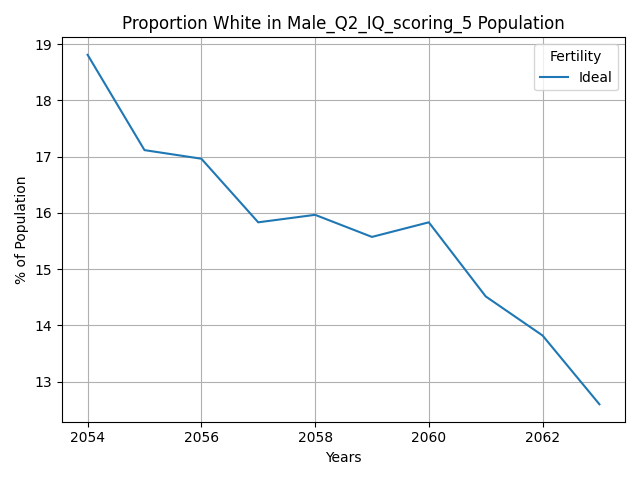 Proportion White in Male_Q2_IQ_scoring_5 Population
% of Population
19
18
17
16
15
14
13
Fertility
Ideal
2054
2056
2058
2060
2062
Years